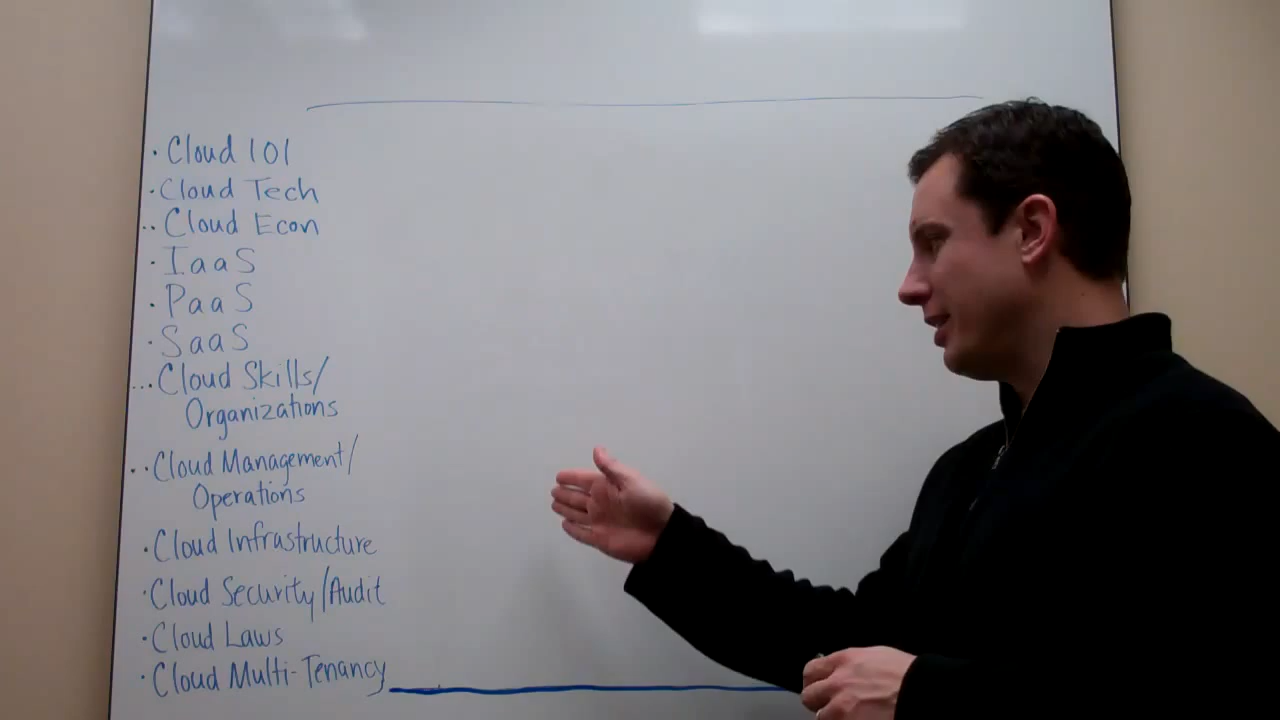 · Cloud 101
· Cloud Tech
·· Cloud Econ
· IaaS
· PaaS
· SaaS
... Cloud Skills/
Organizations
·· Cloud Management/
Operations
· Cloud Infrastructure
· Cloud Security/Audit
· Cloud Laws
· Cloud Multi-Tenancy